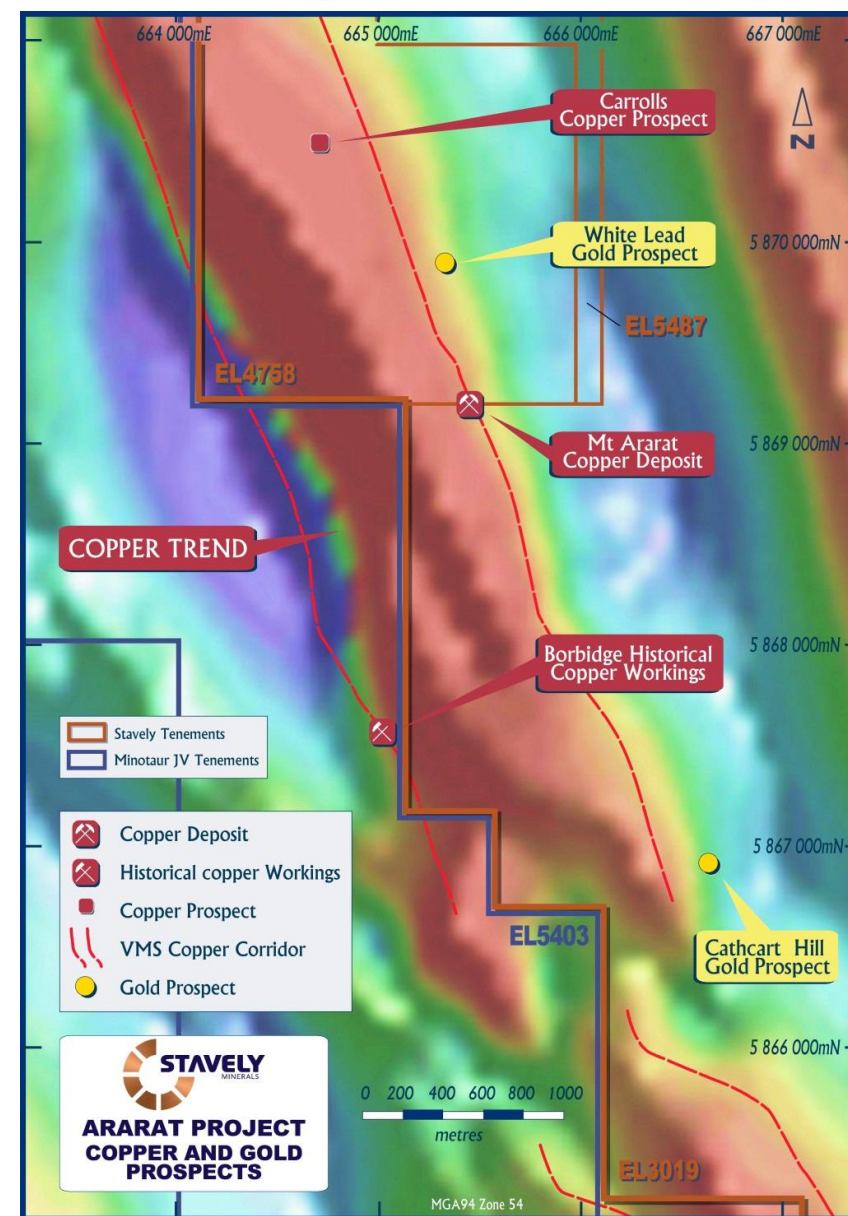 664 000mE
665 000mE
666 000mE
667 000mE
Carrolls
Copper Prospect
N
White Lead
Gold Prospect
5 870 000mN
EL5487
EL4758
Mt Ararat
Copper Deposit
5 869 000mN
COPPER TREND
Borbidge Historical
Copper Workings
5 868 000mN
Stavely Tenements
Minotaur JV Tenements
Copper Deposit
Historical copper Workings
Copper Prospect
VMS Copper Corridor
Gold Prospect
5 867 000mN
EL5403
Cathcart Hill
Gold Prospect
5 866 000mN
STAVELY
MINERALS
ARARAT PROJECT
COPPER AND GOLD
PROSPECTS
0 200 400 600 800 1000
metres
EL3019
MGA94 Zone 54